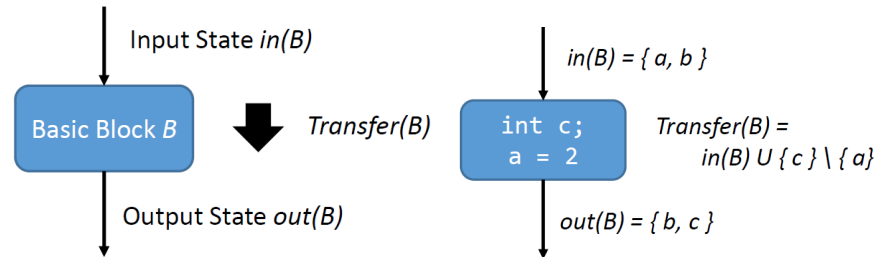 Input State in(B)
Basic Block B
Transfer(B)
Output State out(B)
in(B) = { a, b }
int c;
a = 2
Transfer(B) =
in(B) U { c } \ { a}
out(B) = { b, c }